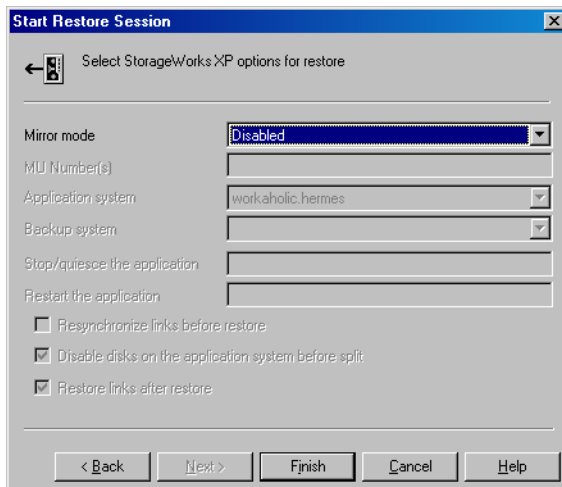 Start Restore Session
Select StorageWorks XP options for restore
Mirror mode
Disabled
MU Number(s)
Application system
workaholic.hermes
Backup system
Stop/quiesce the application
Restart the application
Resynchronize links before restore
Disable disks on the application system before split
Restore links after restore
< Back
Next >
Finish
Cancel
Help